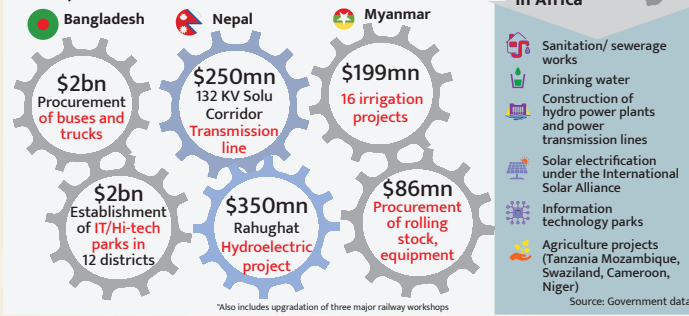 Bangladesh
Nepal
Myanmar
$2bn
Procurement
of buses and
trucks
$250mn
132 KV Solu
Corridor
Transmission
line
$199mn
16 irrigation
projects
$2bn
Establishment
of IT/Hi-tech
parks in
12 districts
$350mn
Rahughat
Hydroelectric
project
$86mn
Procurement
of rolling
stock,
equipment
"Also includes upgradation of three major railway workshops
in Africa
Sanitation/ sewerage
works
Drinking water
Construction of
hydro power plants
and power
transmission lines
Solar electrification
under the International
Solar Alliance
Information
technology parks
Agriculture projects
(Tanzania Mozambique,
Swaziland, Cameroon,
Niger)
Source: Government data